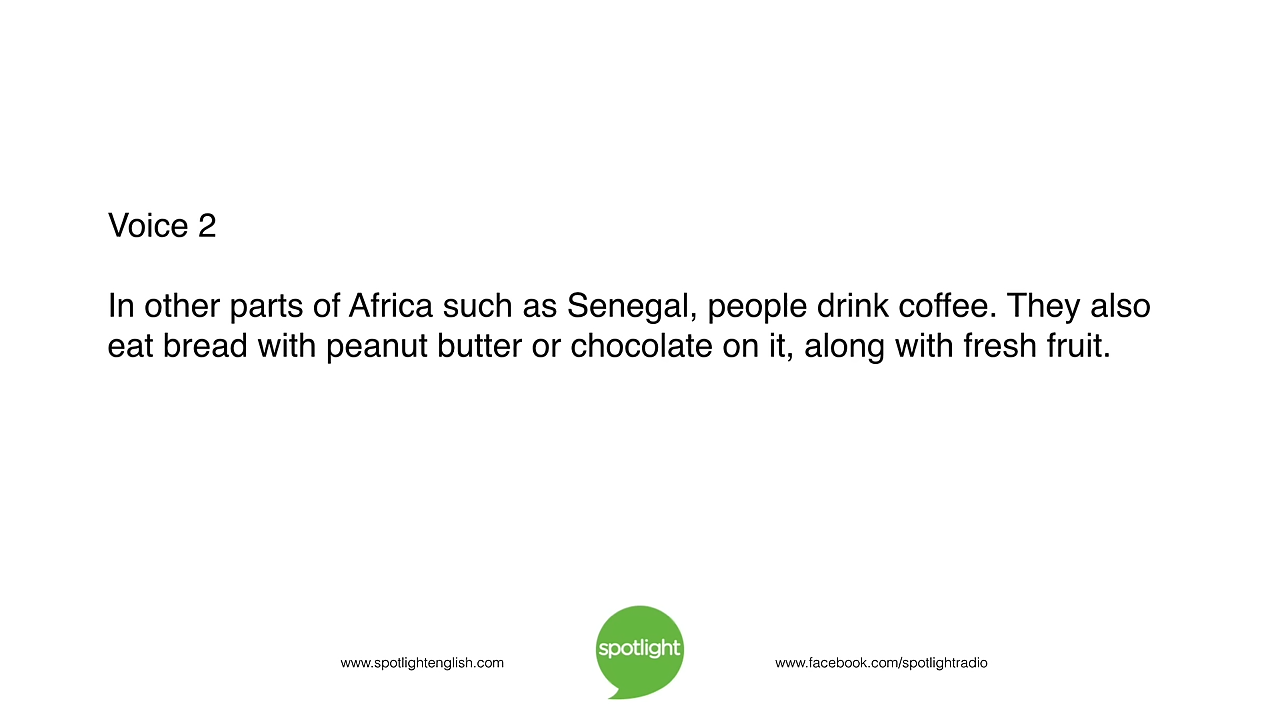 Voice 2
In other parts of Africa such as Senegal, people drink coffee. They also
eat bread with peanut butter or chocolate on it, along with fresh fruit.
spotlight
www.spotlightenglish.com
www.facebook.com/spotlightradio